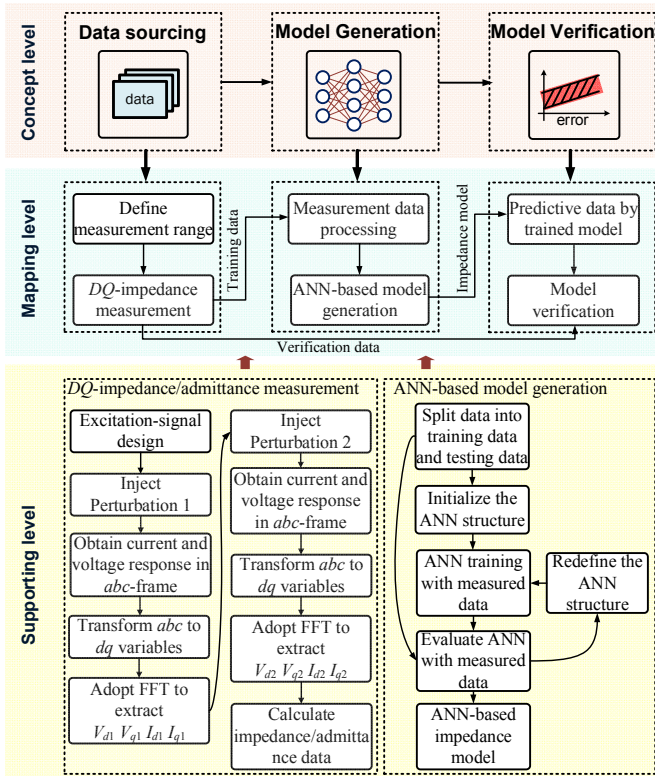 Concept level
Data sourcing
data
Model Generation
Model Verification
error
Mapping level
Define
measurement range
DQ-impedance
measurement
Training data
Measurement data
processing
ANN-based model
generation
Impedance model
Predictive data by
trained model
Model
verification
Verification data
Supporting level
DQ-impedance/admittance measurement
Excitation-signal
design
Inject
Perturbation 1
Obtain current and
voltage response in
abc-frame
Transform abc to
dq variables
Adopt FFT to
extract
Vd1 Vq1 Id1 Iq1
Inject
Perturbation 2
Obtain current and
voltage response
in abc-frame
Transform abc to
dq variables
Adopt FFT to
extract
Vd2 Vq2 Id2 Iq2
Calculate
impedance/admitta
nce data
ANN-based model generation
Split data into
training data
and testing data
Initialize the
ANN structure
ANN training
with measured
data
Redefine the
ANN
structure
Evaluate ANN
with measured
data
ANN-based
impedance
model